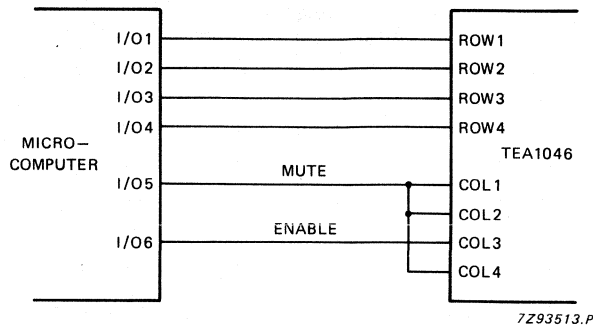 I/O1
ROW1
I/O2
ROW2
I/O3
ROW3
I/O4
ROW4
MICRO—
COMPUTER
TEA1046
I/O5
MUTE
COL1
COL2
I/O6
ENABLE
COL3
COL4
7Z93513.P